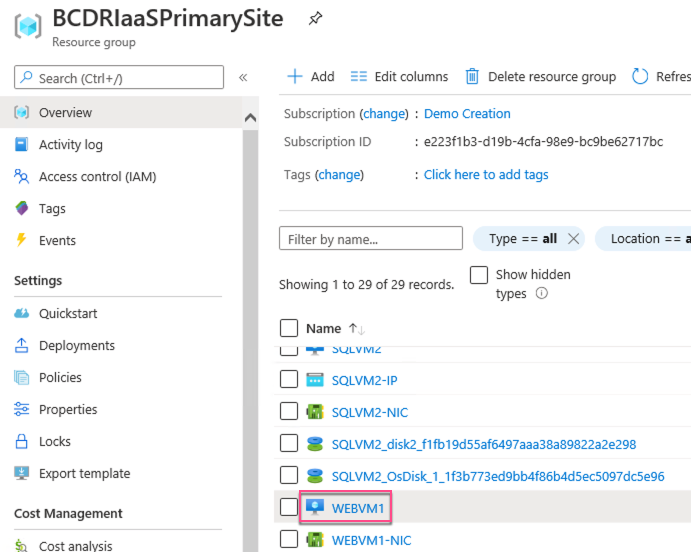 BCDRIaaSPrimarySite
Resource group
Search (Ctrl+/)
Overview
Activity log
Access control (IAM)
Tags
Events
Settings
Quickstart
Deployments
Policies
Properties
Locks
Export template
Cost Management
Cost analysis
Add Edit columns Delete resource group Refres
Subscription (change) : Demo Creation
Subscription ID : e223f1b3-d19b-4cfa-98e9-bc9be62717bc
Tags (change) : Click here to add tags
Filter by name... Type == all Location == a
Showing 1 to 29 of 29 records. Show hidden
types
Name
SQLVM2
SQLVM2-IP
SQLVM2-NIC
SQLVM2_disk2_f1fb19d55af6497aaa38a89822a2e298
SQLVM2_OsDisk_1_1f3b773ed9bb4f86b4d5ec5097dc5e96
WEBVM1
WEBVM1-NIC